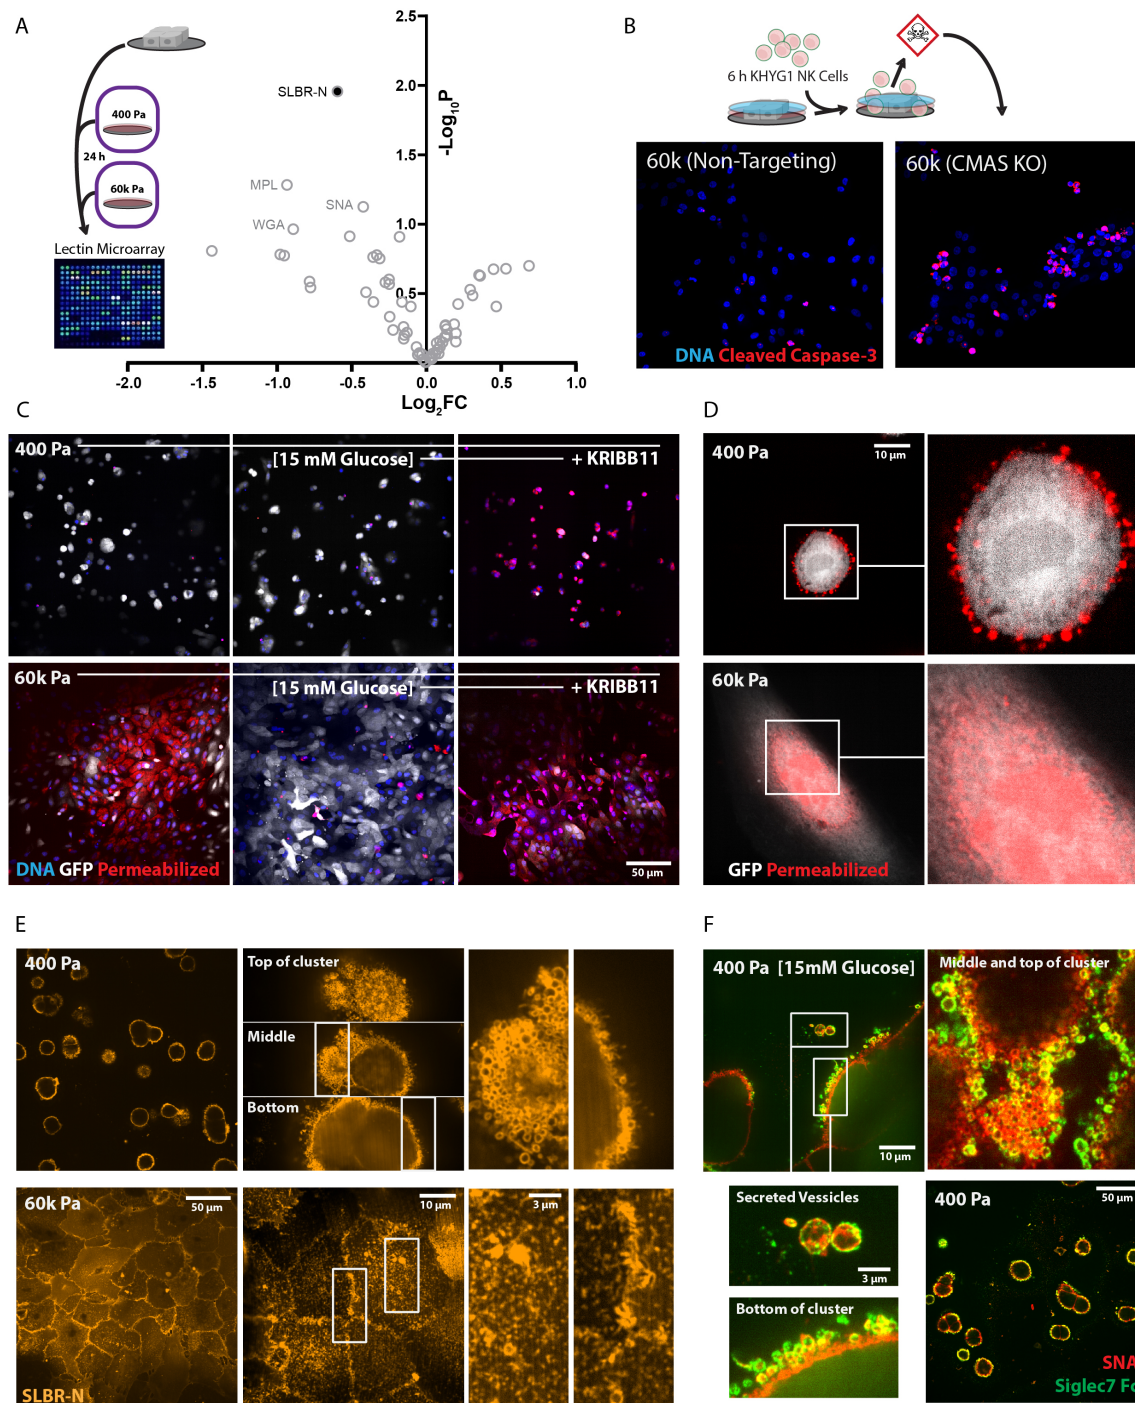 A
400 Pa
24 h
60k Pa
Lectin Microarray
2.5
2.0
1.5
1.0
0.5
-Log10P
SLBR-N
MPL
SNA
WGA
-2.0 -1.5 -1.0 -0.5 0.0 0.5 1.0
Log2FC
B
6 h KHYG1 NK Cells
60k (Non-Targeting)
60k (CMAS KO)
DNA Cleaved Caspase-3
C
400 Pa
[15 mM Glucose]
+ KRIBB11
60k Pa
[15 mM Glucose]
+ KRIBB11
DNA GFP Permeabilized
50 µm
D
400 Pa
10 µm
60k Pa
GFP Permeabilized
E
400 Pa
Top of cluster
Middle
Bottom
60k Pa
50 µm
10 µm
3 µm
SLBR-N
F
400 Pa [15mM Glucose]
10 µm
Middle and top of cluster
Secreted Vessicles
3 µm
Bottom of cluster
400 Pa
50 µm
SNA
Siglec7 Fc